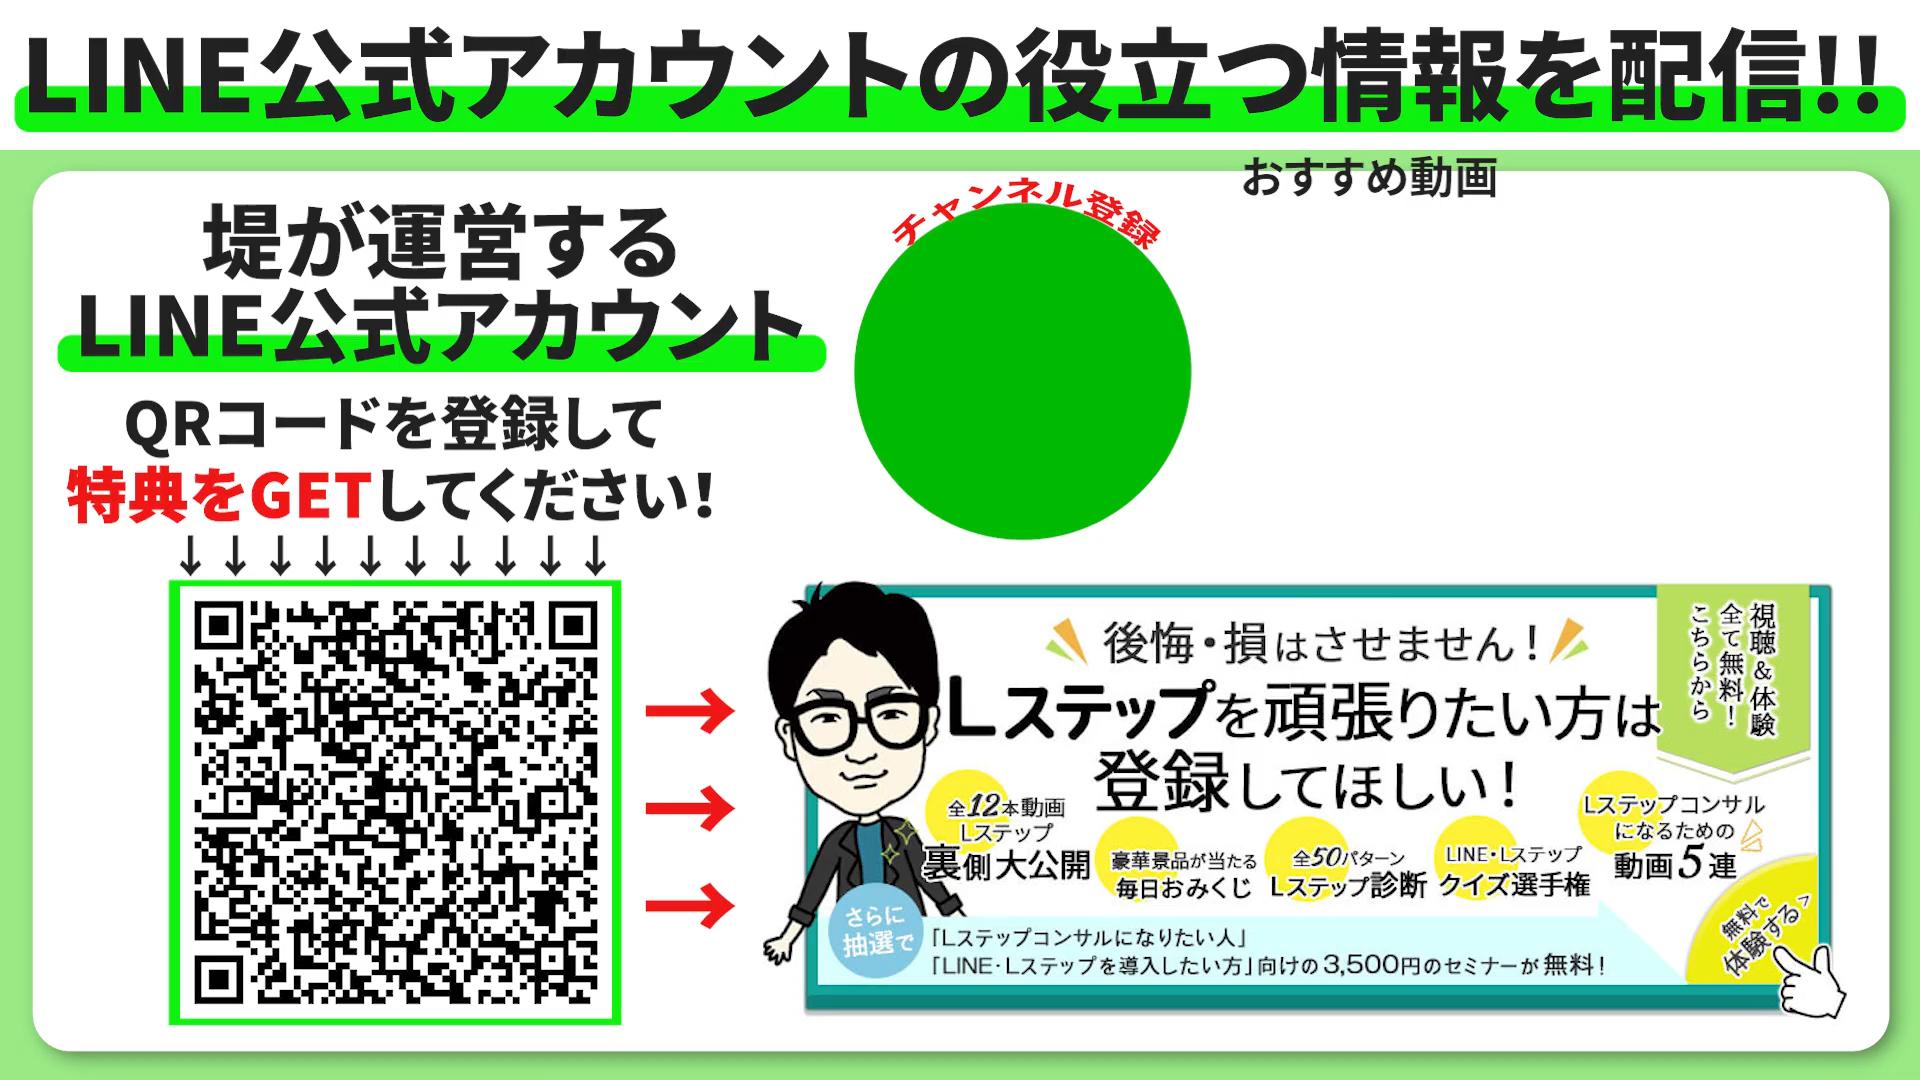 LINE公式アカウントの役立つ情報を配信!!
おすすめ動画
チャンネル登録
堤が運営する
LINE公式アカウント
QRコードを登録して
特典をGETしてください!
↓↓↓↓↓↓↓↓↓↓
後悔・損はさせません!
Lステップを頑張りたい方は
登録してほしい!
視聴&体験
全て無料!
こちらから
全12本動画
Lステップ
裏側大公開
豪華景品が当たる
毎日おみくじ
全50パターン
Lステップ診断
LINE・Lステップ
クイズ選手権
Lステップコンサル
になるための
動画5連
さらに
抽選で
「Lステップコンサルになりたい人」
「LINE・Lステップを導入したい方」向けの3,500円のセミナーが無料!
無料で
体験する>